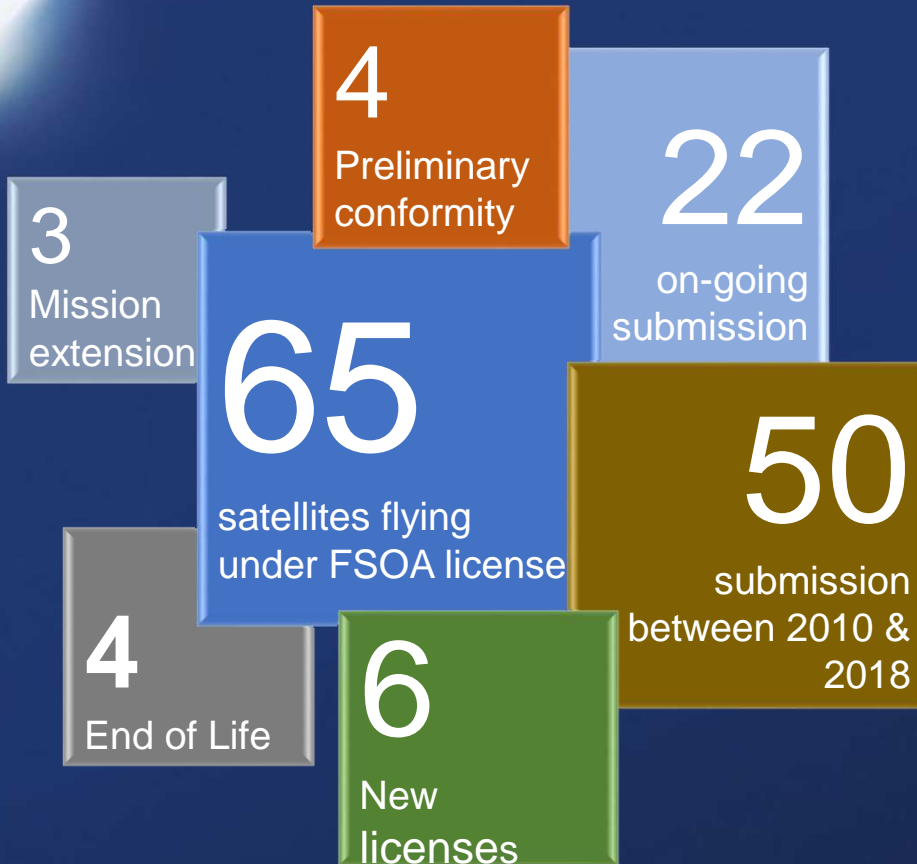 4
Preliminary
conformity
22
on-going
submission
3
Mission
extension
65
satellites flying
under FSOA license
50
submission
between 2010 &
2018
4
End of Life
6
New
licenses